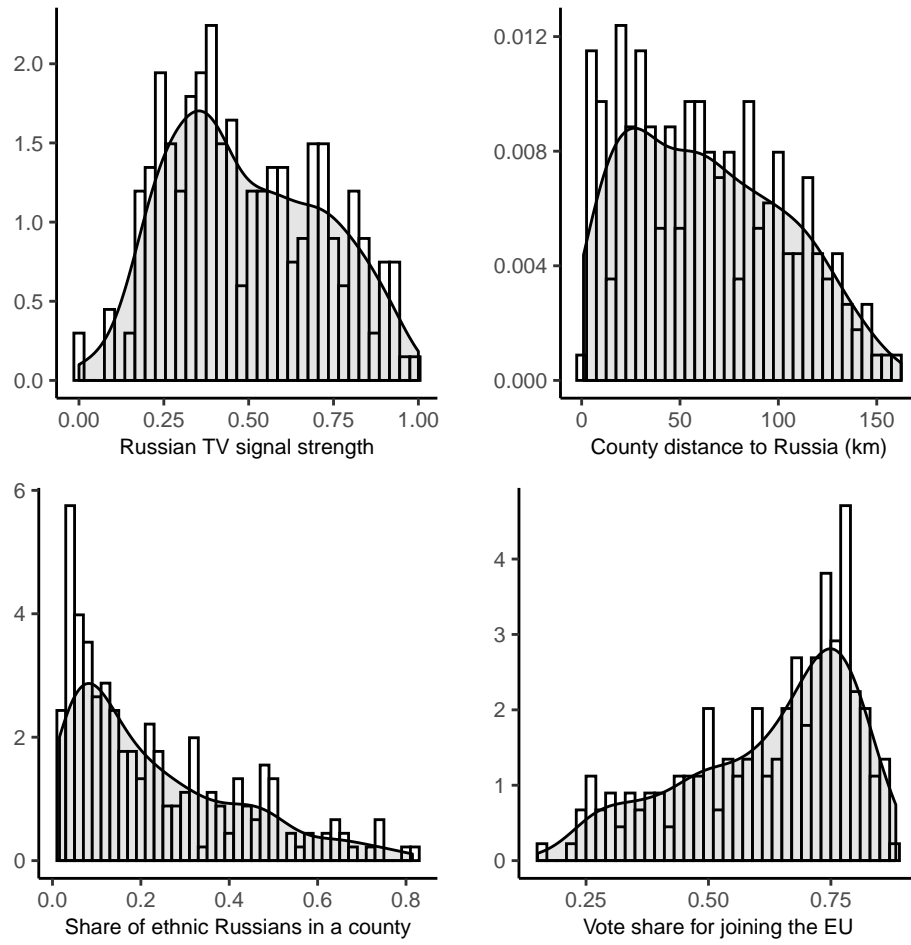 2.0
1.5
1.0
0.5
0.0
0.00 0.25 0.50 0.75 1.00
Russian TV signal strength
0.012
0.008
0.004
0.000
0 50 100 150
County distance to Russia (km)
6
4
2
0
0.0 0.2 0.4 0.6 0.8
Share of ethnic Russians in a county
4
3
2
1
0
0.25 0.50 0.75
Vote share for joining the EU